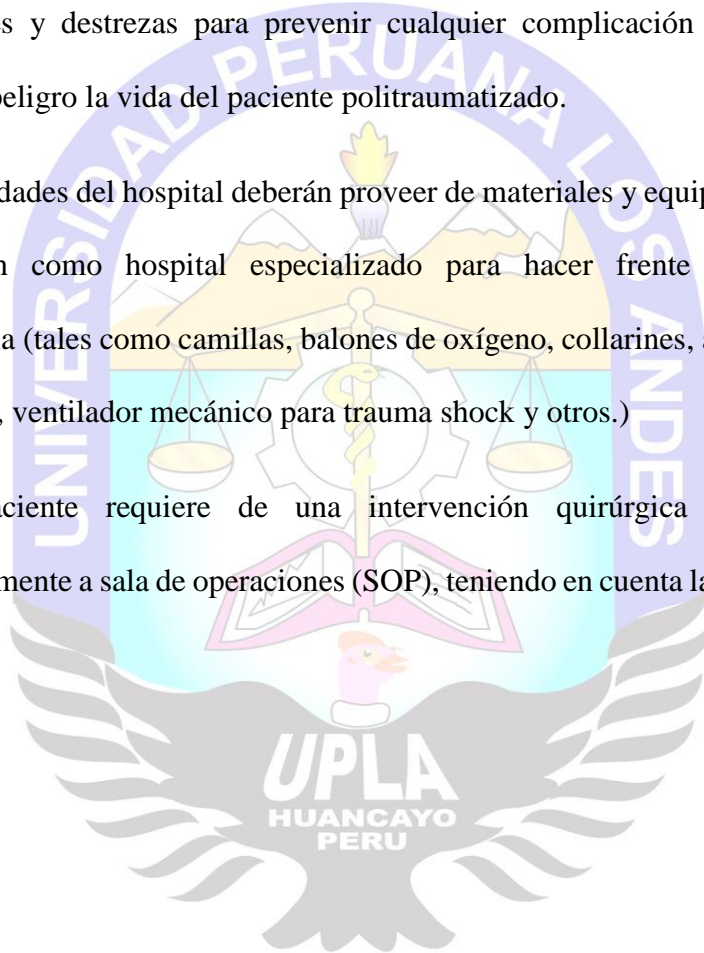 es y destrezas para prevenir cualquier complicación
peligro la vida del paciente politraumatizado.
dades del hospital deberán proveer de materiales y equip
n como hospital especializado para hacer frente
ia (tales como camillas, balones de oxígeno, collarines, a
, ventilador mecánico para trauma shock y otros.)
aciente requiere de una intervención quirúrgica
mente a sala de operaciones (SOP), teniendo en cuenta la
UNIVERSIDAD PERUANA LOS ANDES
UPLA
HUANCAYO
PERU